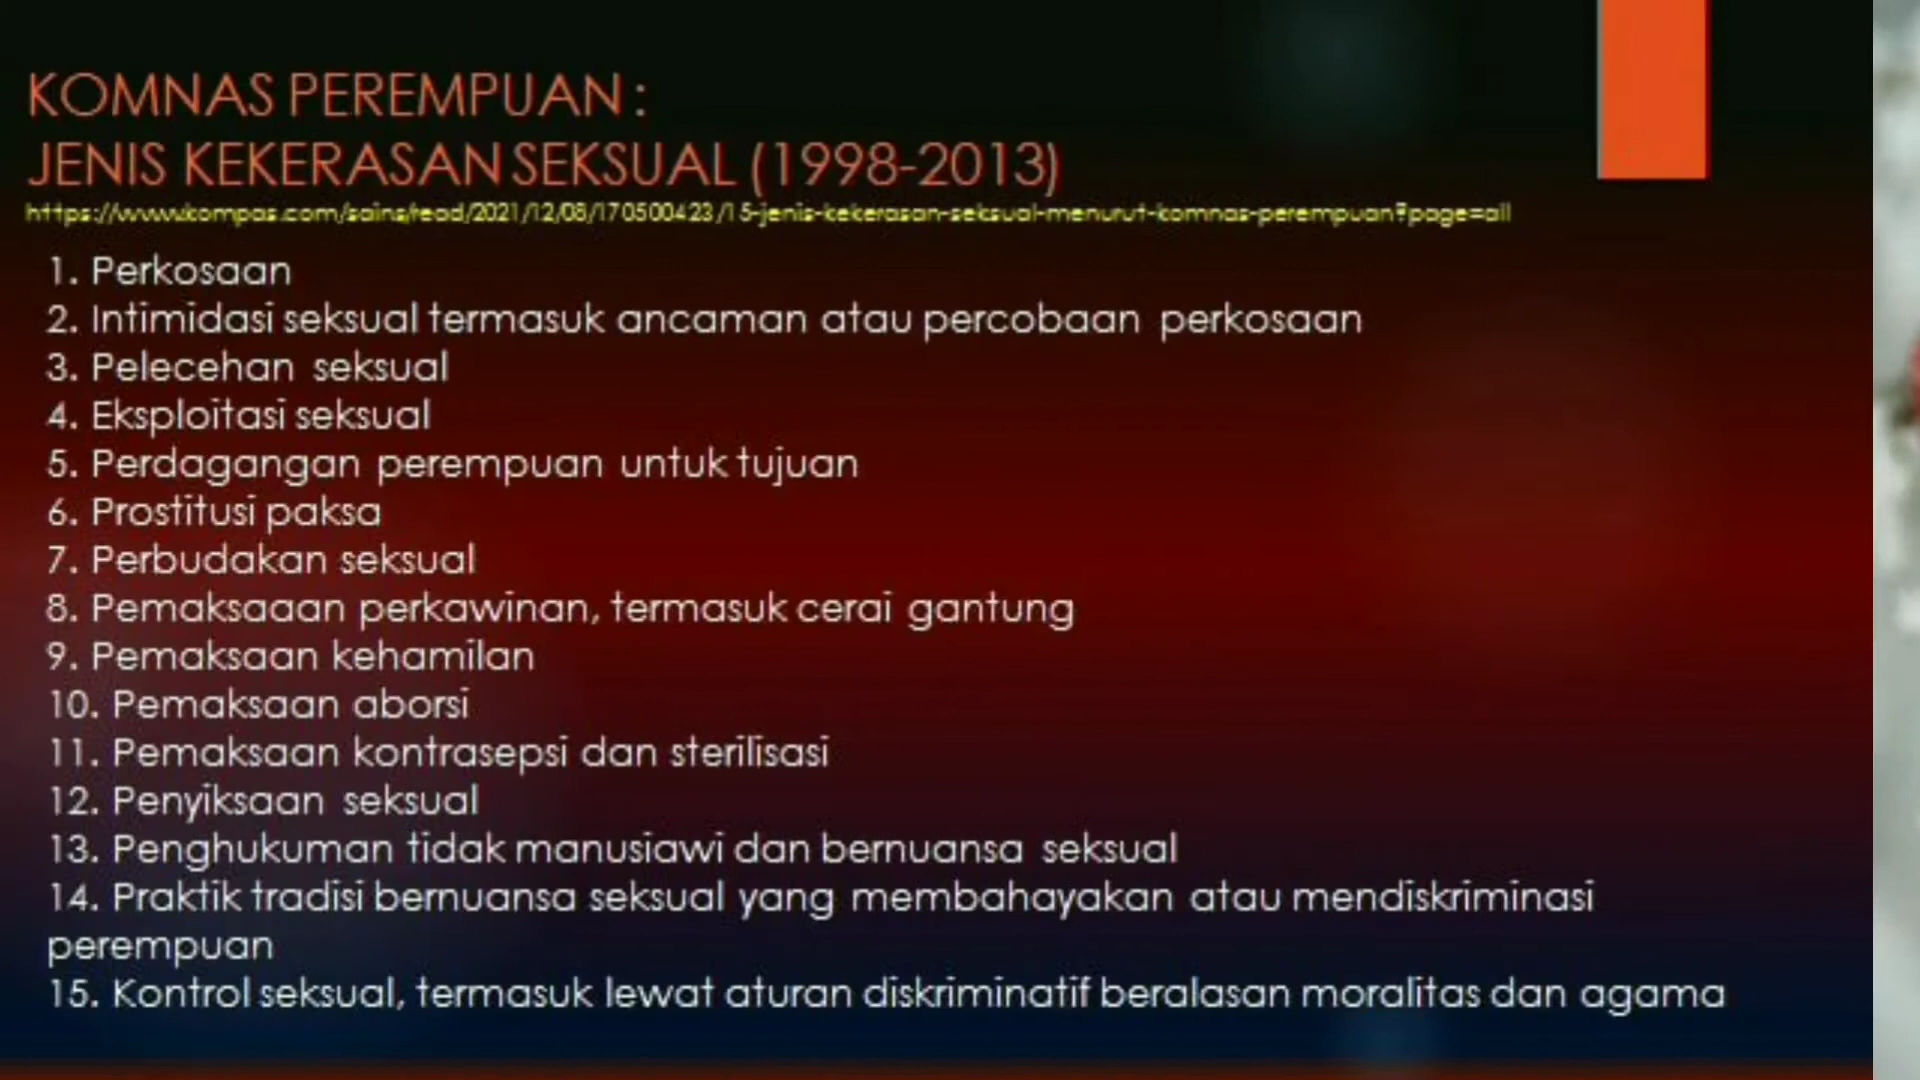 KOMNAS PEREMPUAN :
JENIS KEKERASAN SEKSUAL (1998-2013)
https://www.kompas.com/sains/read/2021/12/08/170500423/15-jenis-kekerasan-seksual-menurut-komnas-perempuan?page=all
1. Perkosaan
2. Intimidasi seksual termasuk ancaman atau percobaan perkosaan
3. Pelecehan seksual
4. Eksploitasi seksual
5. Perdagangan perempuan untuk tujuan
6. Prostitusi paksa
7. Perbudakan seksual
8. Pemaksaaan perkawinan, termasuk cerai gantung
9. Pemaksaan kehamilan
10. Pemaksaan aborsi
11. Pemaksaan kontrasepsi dan sterilisasi
12. Penyiksaan seksual
13. Penghukuman tidak manusiawi dan bernuansa seksual
14. Praktik tradisi bernuansa seksual yang membahayakan atau mendiskriminasi
perempuan
15. Kontrol seksual, termasuk lewat aturan diskriminatif beralasan moralitas dan agama